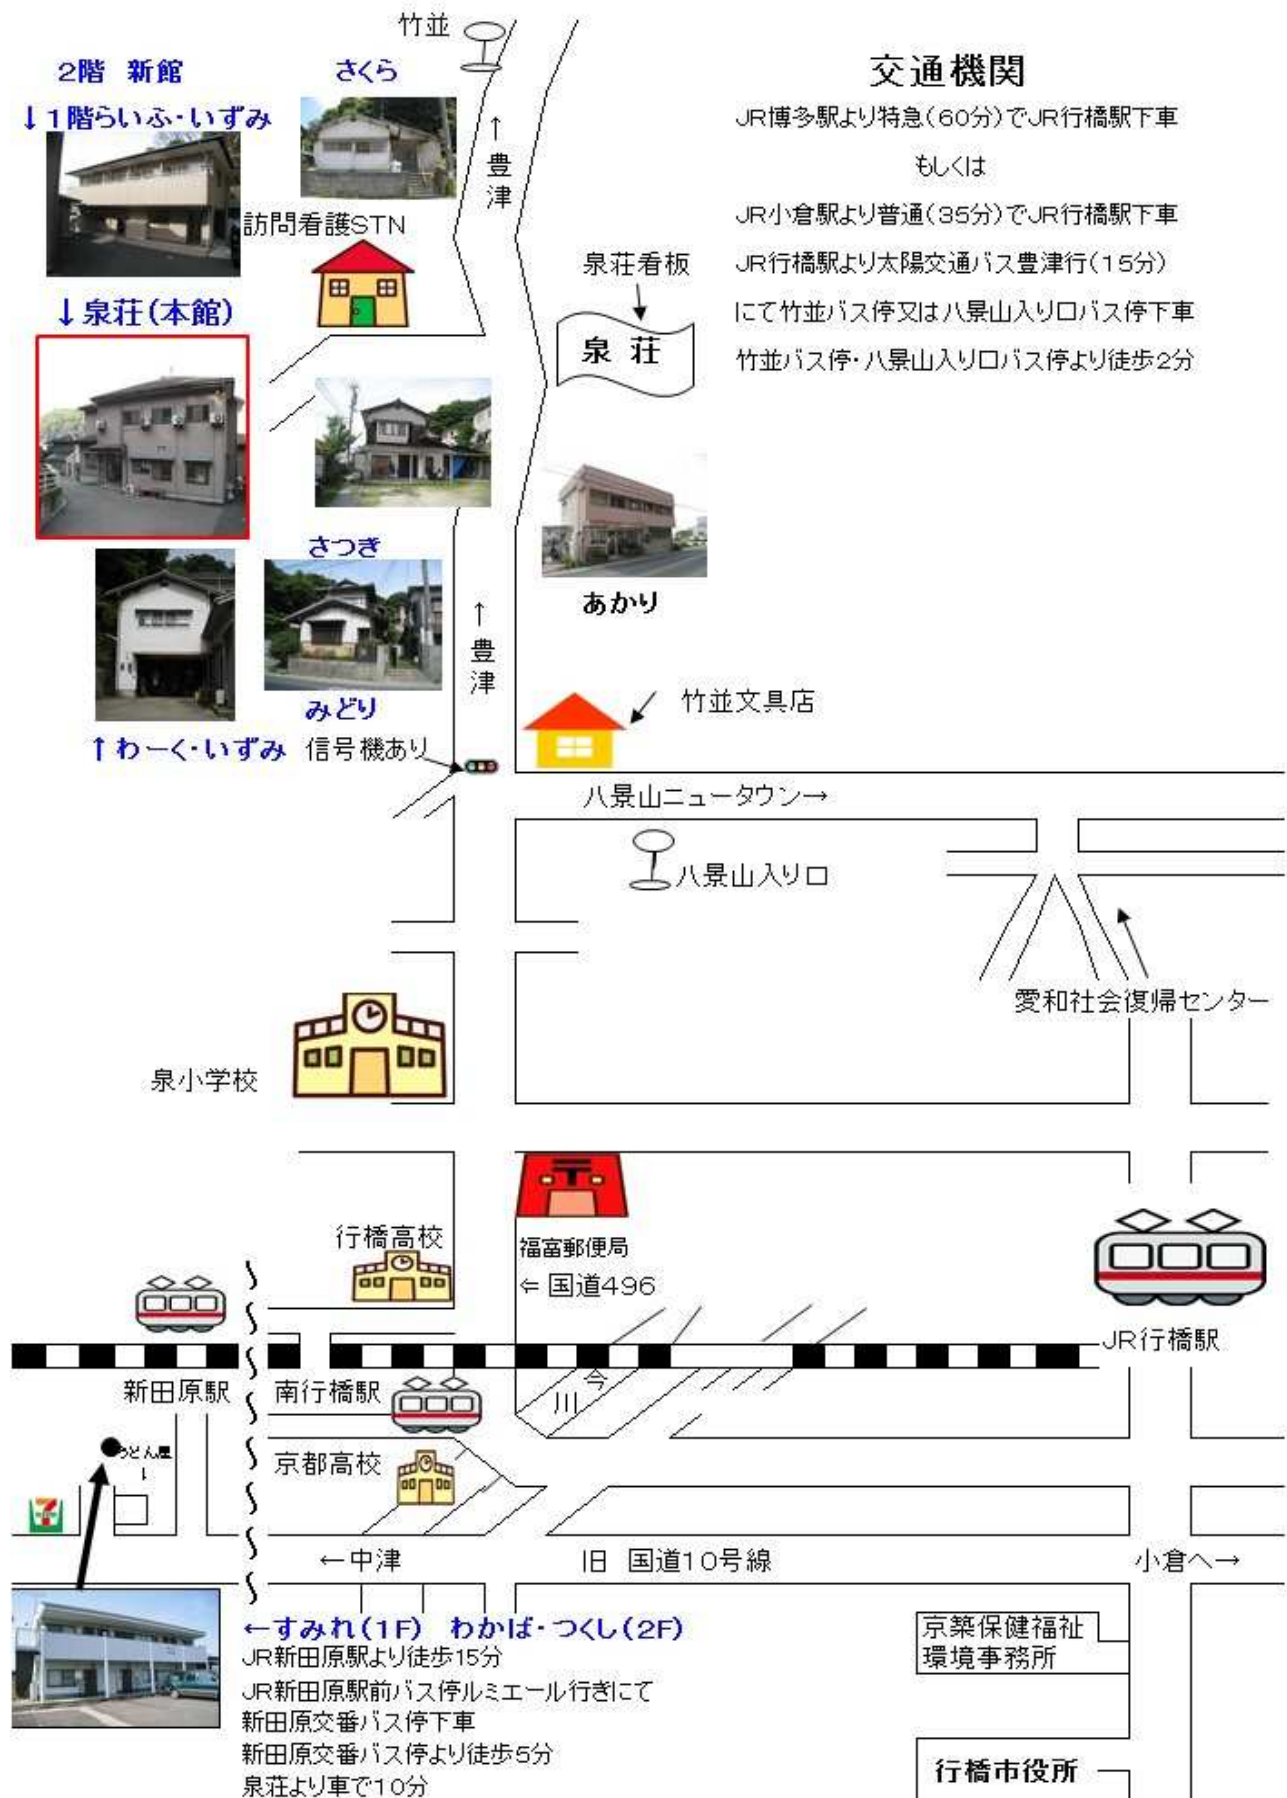 竹並
交通機関
2階 新館
さくら
↓1階らいふ・いずみ
JR博多駅より特急(60分)でJR行橋駅下車
もしくは
↑豊津
訪問看護STN
JR小倉駅より普通(35分)でJR行橋駅下車
泉荘看板
JR行橋駅より太陽交通バス豊津行(15分)
↓泉荘(本館)
にて竹並バス停又は八景山入り口バス停下車
泉 荘
竹並バス停・八景山入り口バス停より徒歩2分
さつき
あかり
↑豊津
みどり
竹並文具店
↑わーく・いずみ
信号機あり
八景山ニュータウン→
八景山入り口
愛和社会復帰センター
泉小学校
行橋高校
福富郵便局
⇐国道496
JR行橋駅
新田原駅
南行橋駅
今
川
うどん屋
↓
京都高校
7
←中津
旧 国道10号線
小倉へ→
←すみれ(1F) わかば・つくし(2F)
京築保健福祉
環境事務所
JR新田原駅より徒歩15分
JR新田原駅前バス停ルミエール行ぎにて
新田原交番バス停下車
新田原交番バス停より徒歩5分
泉荘より車で10分
行橋市役所